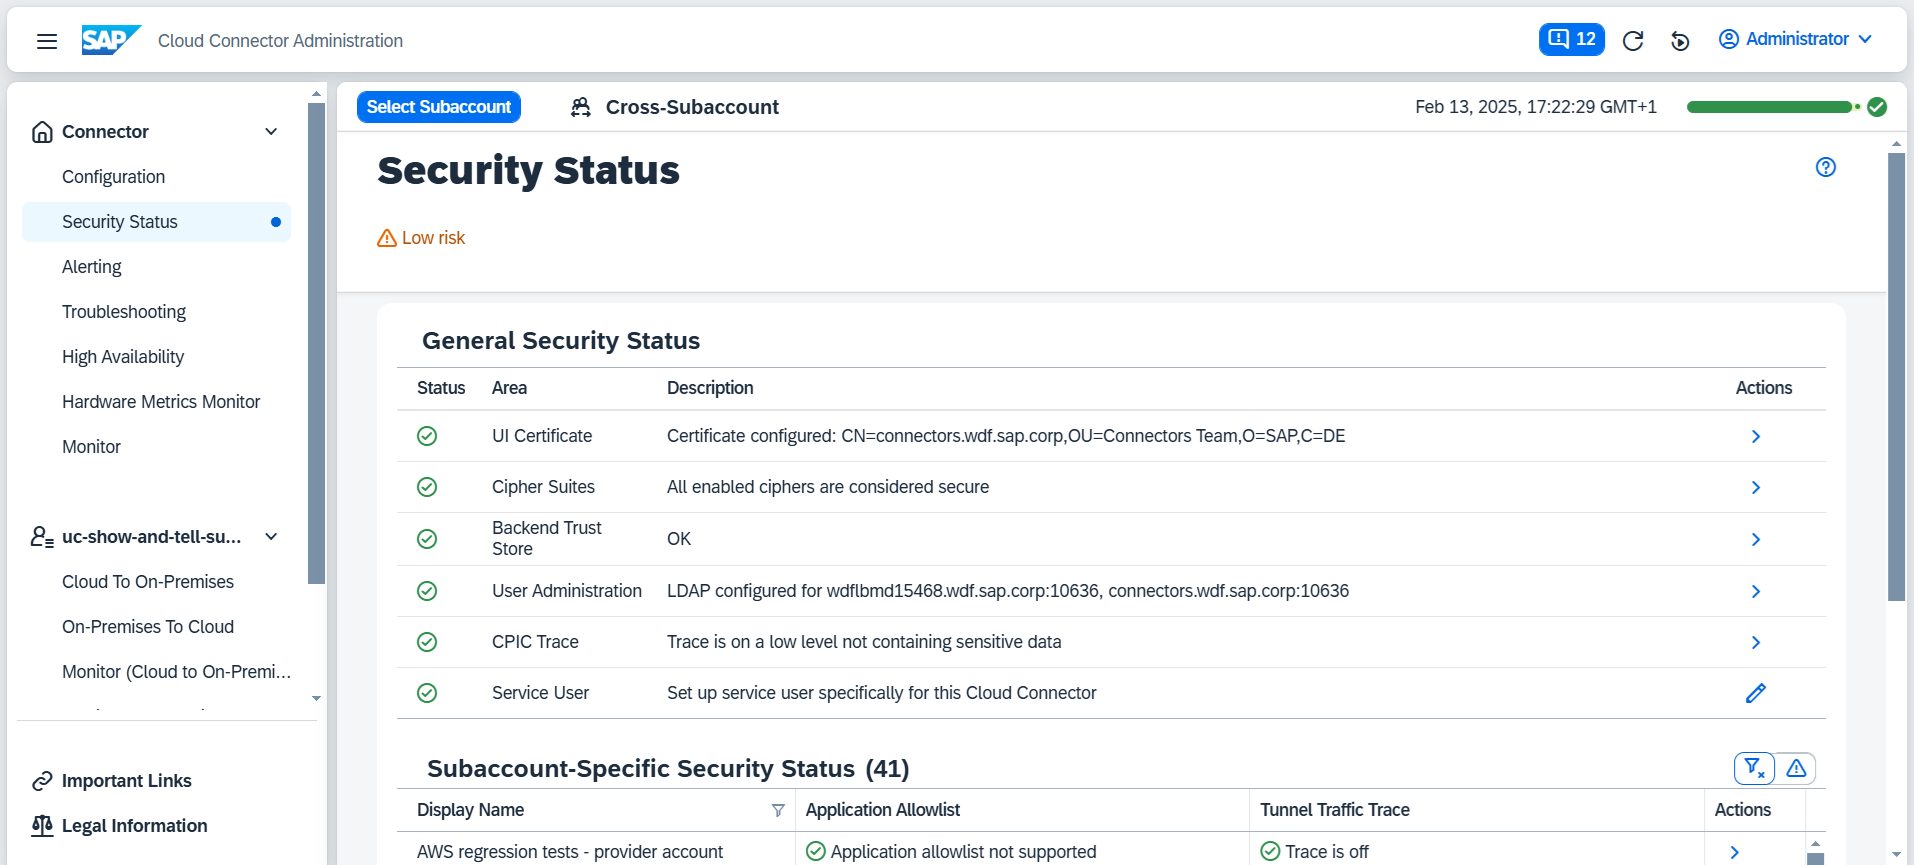 SAP
Cloud Connector Administration
12
Administrator
Connector
Configuration
Security Status
Alerting
Troubleshooting
High Availability
Hardware Metrics Monitor
Monitor
uc-show-and-tell-su...
Cloud To On-Premises
On-Premises To Cloud
Monitor (Cloud to On-Premi...
Important Links
Legal Information
Select Subaccount
Cross-Subaccount
Feb 13, 2025, 17:22:29 GMT+1
Security Status
Low risk
General Security Status
Status Area Description Actions
UI Certificate Certificate configured: CN=connectors.wdf.sap.corp,OU=Connectors Team,O=SAP,C=DE
Cipher Suites All enabled ciphers are considered secure
Backend Trust
Store
OK
User Administration LDAP configured for wdflbmd15468.wdf.sap.corp:10636, connectors.wdf.sap.corp:10636
CPIC Trace Trace is on a low level not containing sensitive data
Service User Set up service user specifically for this Cloud Connector
Subaccount-Specific Security Status (41)
Display Name Application Allowlist Tunnel Traffic Trace Actions
AWS regression tests - provider account Application allowlist not supported Trace is off